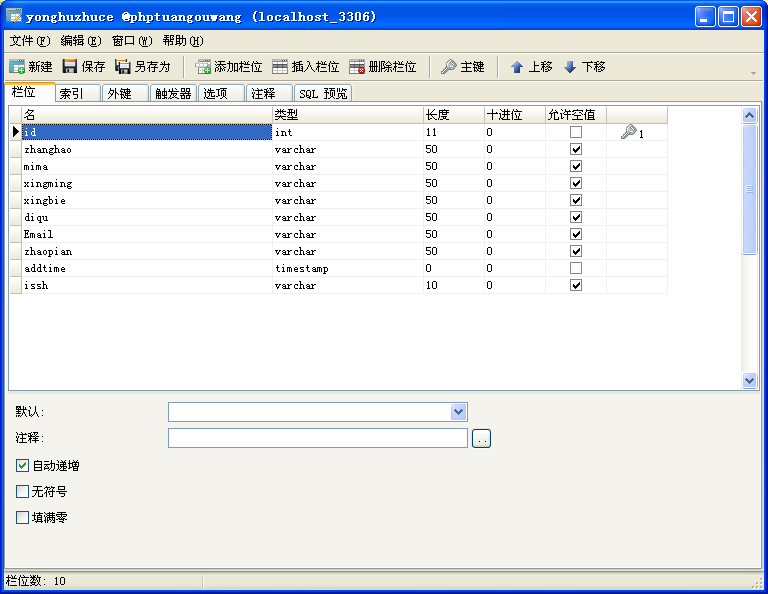 yonghuzhuce @phptuangouwang (localhost_3306)
文件(F) 编辑(E) 窗口(W) 帮助(H)
新建 保存 另存为 添加栏位 插入栏位 删除栏位 主键 上移 下移
栏位 索引 外键 触发器 选项 注释 SQL 预览
名 类型 长度 十进位 允许空值
id int 11 0 1
zhanghao varchar 50 0
mima varchar 50 0
xingming varchar 50 0
xingbie varchar 50 0
diqu varchar 50 0
Email varchar 50 0
zhaopian varchar 50 0
addtime timestamp 0 0
issh varchar 10 0
默认:
注释:
..
自动递增
无符号
填满零
栏位数: 10